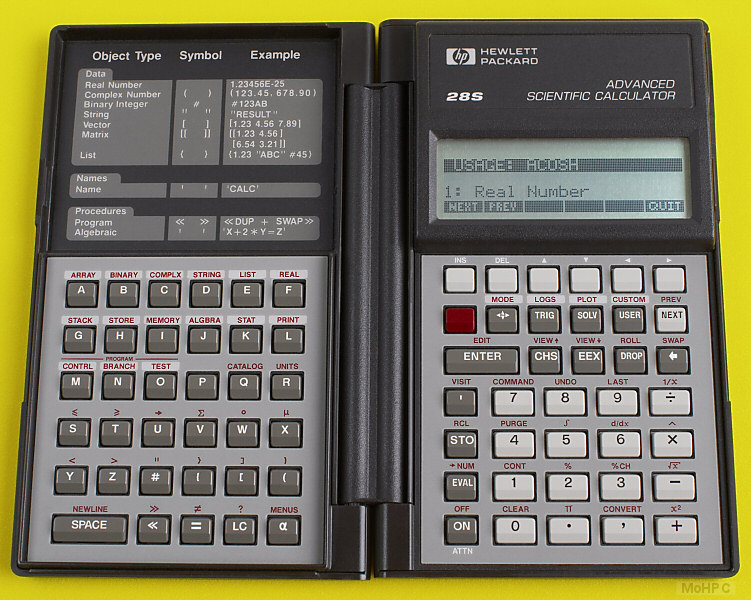 Object Type Symbol Example
Data
Real Number 1.23456E-25
Complex Number ( ) (123.45, 678.90)
Binary Integer # #123AB
String " " "RESULT"
Vector [ ] [1.23 4.56 7.89]
Matrix [[ ]] [[1.23 4.56]
[6.54 3.21]]
List { } {1.23 "ABC" #45}
Names
Name ' ' 'CALC'
Procedures
Program « » «DUP + SWAP»
Algebraic ' ' 'X+2*Y=Z'
hp HEWLETT
PACKARD
28S
ADVANCED
SCIENTIFIC CALCULATOR
USAGE: ACOSH
1: Real Number
NEXT PREV QUIT
ARRAY BINARY COMPLX STRING LIST REAL
A B C D E F
STACK STORE MEMORY ALGBRA STAT PRINT
G H I J K L
PROGRAM
CONTRL BRANCH TEST CATALOG UNITS
M N O P Q R
≤ ≥ → Σ ° μ
S T U V W X
< > " ) ] }
Y Z # ( [ {
NEWLINE » ≠ ? MENUS
SPACE « = LC α
INS DEL ▲ ▼ ◄ ►
MODE LOGS PLOT CUSTOM PREV
TRIG SOLV USER NEXT
EDIT VIEW↑ VIEW↓ ROLL SWAP
ENTER CHS EEX DROP ←
VISIT COMMAND UNDO LAST 1/x
' 7 8 9 ÷
RCL PURGE ∫ d/dx ^
STO 4 5 6 ×
→NUM CONT % %CH √x
EVAL 1 2 3 −
OFF CLEAR π CONVERT x²
ON 0 . , +
ATTN
MoHPC